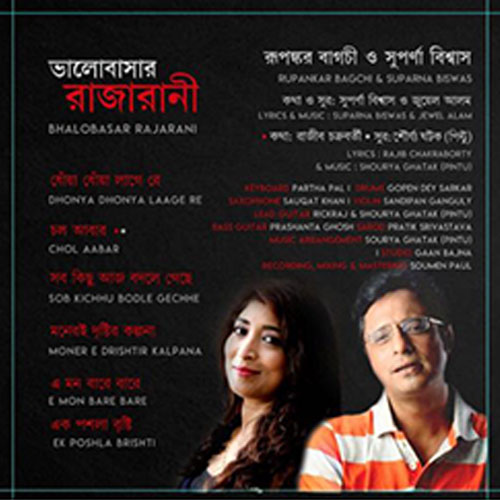 ভালোবাসার
রাজারানী
BHALOBASAR RAJARANI
ধোঁয়া ধোঁয়া লাগে রে
DHONYA DHONYA LAAGE RE
চল আবার
CHOL AABAR
সব কিছু আজ বদলে গেছে
SOB KICHHU BODLE GECHHE
মনেরই দৃষ্টির কল্পনা
MONER E DRISHTIR KALPANA
এ মন বারে বারে
E MON BARE BARE
এক পশলা বৃষ্টি
EK POSHLA BRISHTI
রূপঙ্কর বাগচী ও সুপর্ণা বিশ্বাস
RUPANKAR BAGCHI & SUPARNA BISWAS
কথা ও সুর: সুপর্ণা বিশ্বাস ও জুয়েল আলম
LYRICS & MUSIC : SUPARNA BISWAS & JEWEL ALAM
• কথা: রাজীব চক্রবর্তী • সুর: শৌর্য্য ঘটক (পিন্টু)
LYRICS : RAJIB CHAKRABORTY
& MUSIC : SHOURYA GHATAK (PINTU)
KEYBOARD PARTHA PAL I DRUMS GOPEN DEY SARKAR
SAXOPHONE SAUQAT KHAN I VIOLIN SANDIPAN GANGULY
LEAD GUITAR RICKRAJ & SHOURYA GHATAK (PINTU)
BASS GUITAR PRASHANTA GHOSH SAROD PRATIK SRIVASTAVA
MUSIC ARRANGEMENT SOURYA GHATAK (PINTU)
I STUDIO GAAN BAJNA
RECORDING, MIXING & MASTERING SOUMEN PAUL